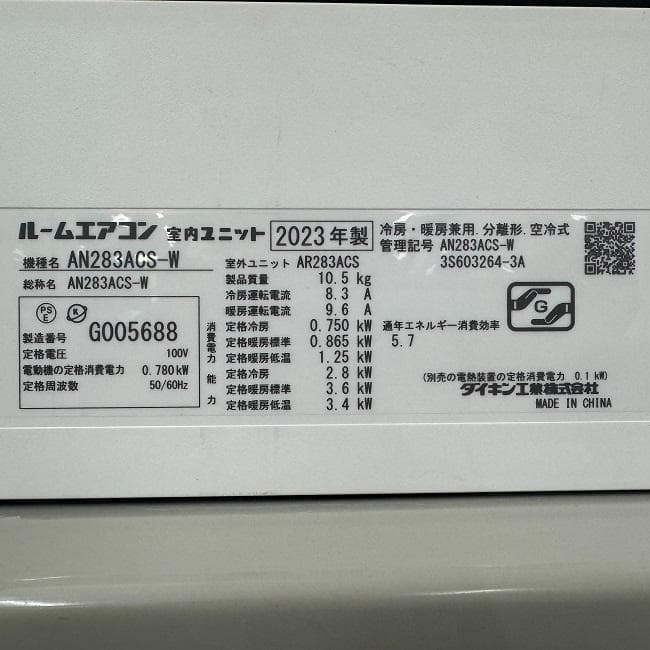 ルームエアコン 室内ユニット 2023年製
冷房・暖房兼用.分離形.空冷式
機種名 AN283ACS-W
総称名 AN283ACS-W
室外ユニット AR283ACS
管理記号 AN283ACS-W
3S603264-3A
PS
E
K
製造番号 G005688
定格電圧 100V
電動機の定格消費電力 0.780kW
定格周波数 50/60Hz
製品質量 10.5 kg
冷房運転電流 8.3 A
暖房運転電流 9.6 A
消費電力
定格冷房 0.750 kW
定格暖房標準 0.865 kW
定格暖房低温 1.25 kW
能力
定格冷房 2.8 kW
定格暖房標準 3.6 kW
定格暖房低温 3.4 kW
通年エネルギー消費効率
5.7
G
(別売の電熱装置の定格消費電力 0.1 kW)
ダイキン工業株式会社
MADE IN CHINA